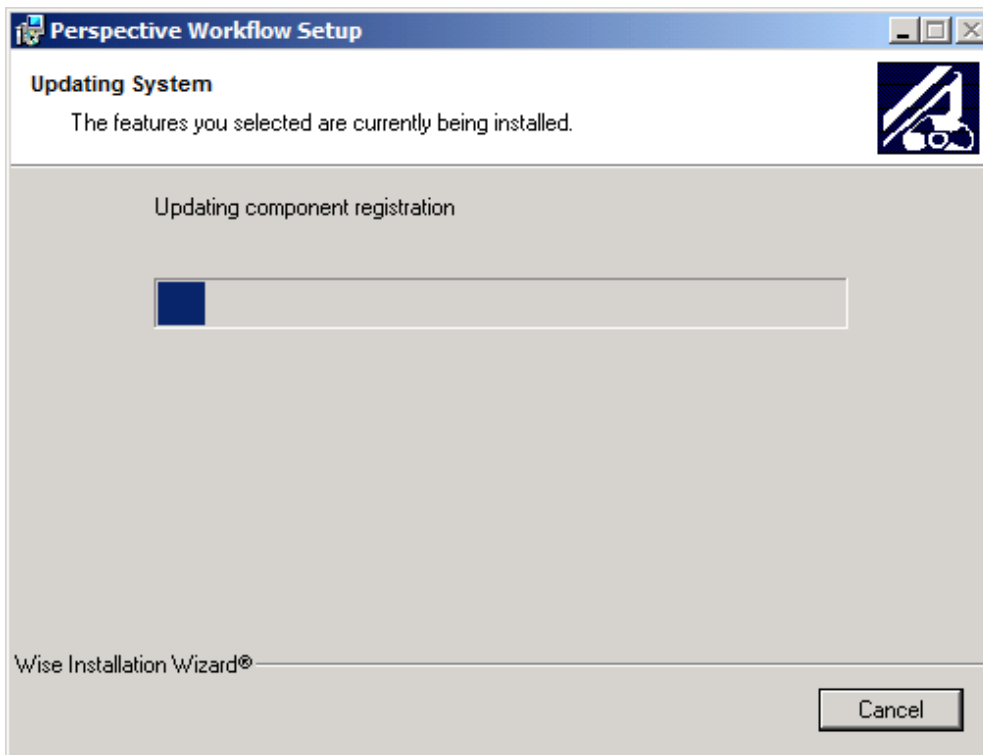 Perspective Workflow Setup
Updating System
The features you selected are currently being installed.
Updating component registration
Wise Installation Wizard®
Cancel